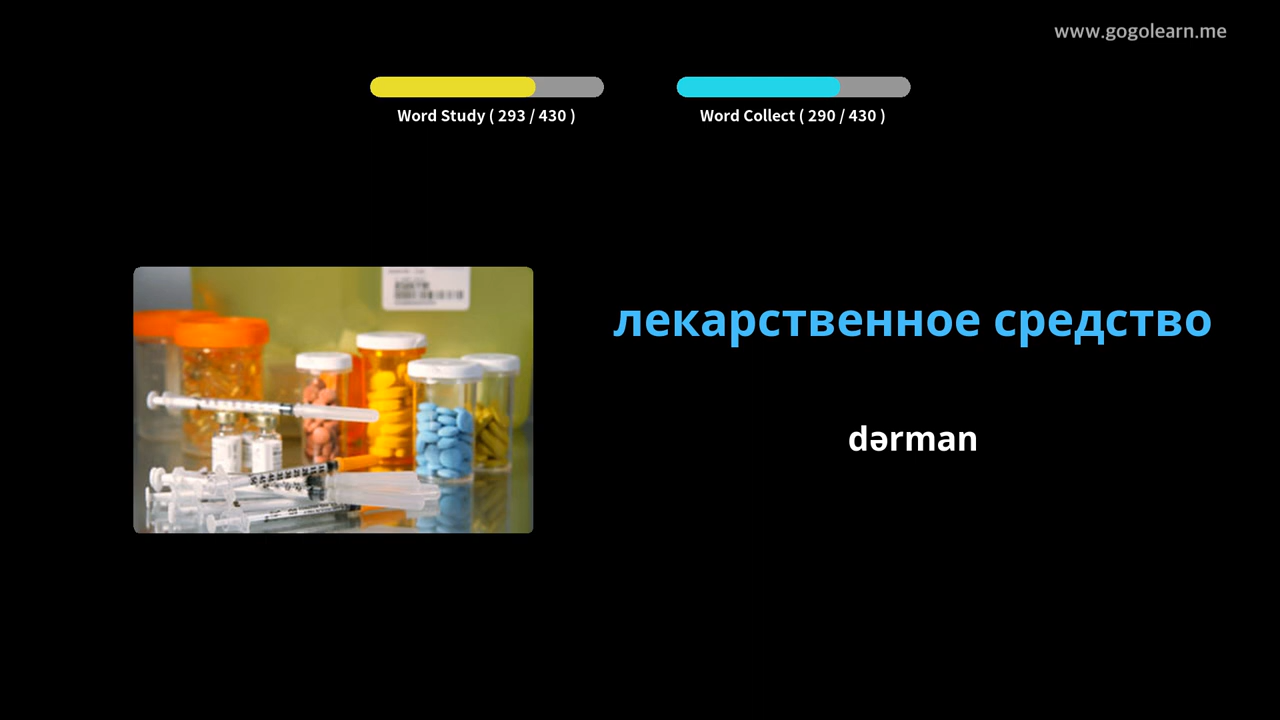 www.gogolearn.me
Word Study ( 293 / 430 )
Word Collect ( 290 / 430 )
лекарственное средство
dərman